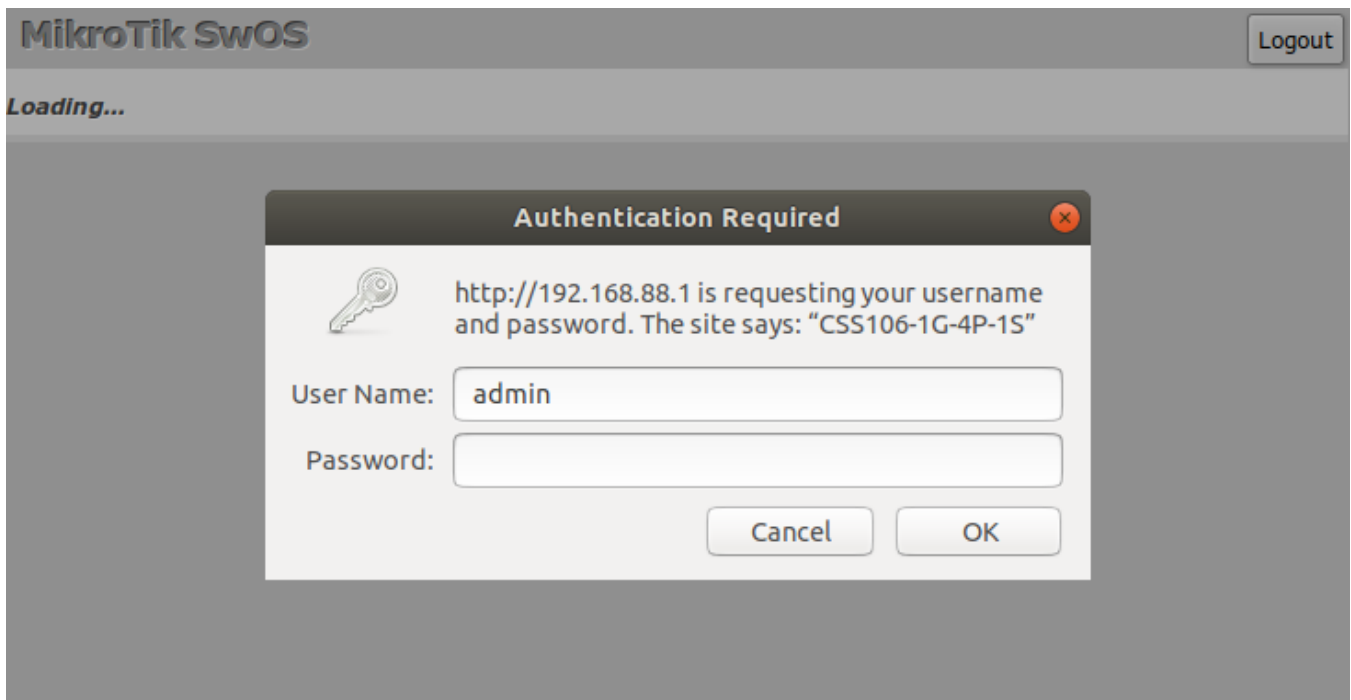 MikroTik SwOS
Logout
Loading...
Authentication Required
http://192.168.88.1 is requesting your username
and password. The site says: “CSS106-1G-4P-1S”
User Name: admin
Password:
Cancel OK